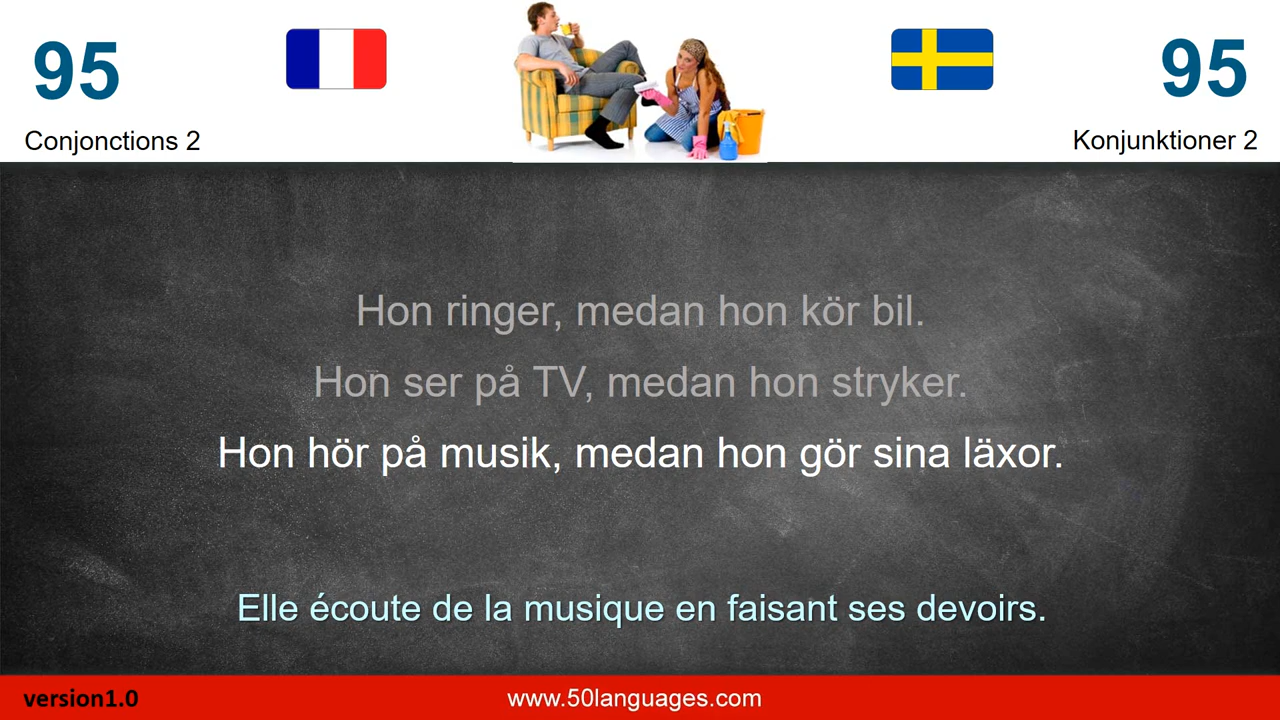 95
95
Conjonctions 2
Konjunktioner 2
Hon ringer, medan hon kör bil.
Hon ser på TV, medan hon stryker.
Hon hör på musik, medan hon gör sina läxor.
Elle écoute de la musique en faisant ses devoirs.
version1.0
www.50languages.com